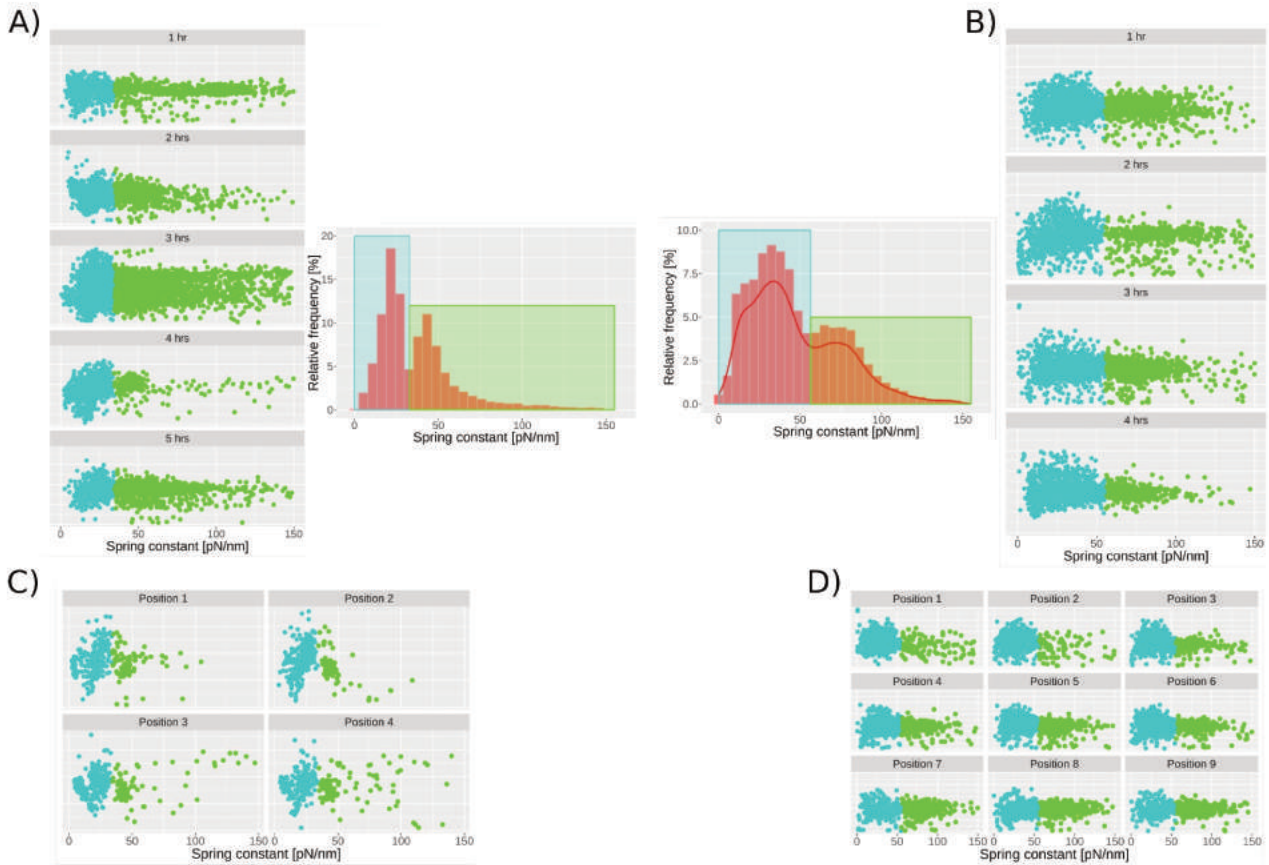 A)
1 hr
2 hrs
3 hrs
4 hrs
5 hrs
0 50 100 150
Spring constant [pN/nm]
20
15
10
5
0
Relative frequency [%]
0 50 100 150
Spring constant [pN/nm]
10.0
7.5
5.0
2.5
0.0
Relative frequency [%]
0 50 100 150
Spring constant [pN/nm]
B)
1 hr
2 hrs
3 hrs
4 hrs
0 50 100 150
Spring constant [pN/nm]
C)
Position 1 Position 2
Position 3 Position 4
0 50 100 150 0 50 100 150
Spring constant [pN/nm]
D)
Position 1 Position 2 Position 3
Position 4 Position 5 Position 6
Position 7 Position 8 Position 9
0 50 100 150 0 50 100 150 0 50 100 150
Spring constant [pN/nm]